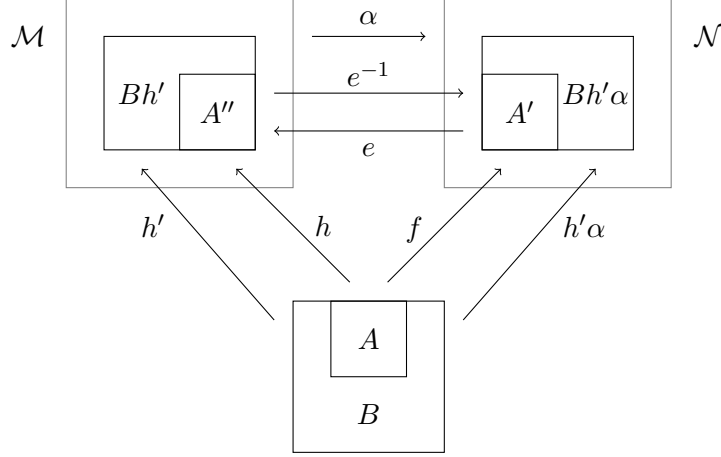 𝓜 α 𝓝
Bh′ e⁻¹ Bh′α
A″ A′
e
h′ h f h′α
A
B